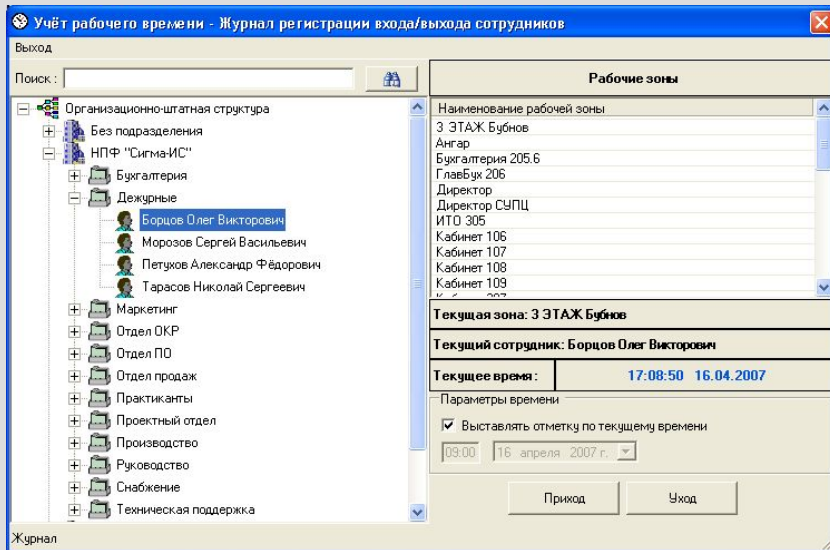 Учёт рабочего времени - Журнал регистрации входа/выхода сотрудников
Выход
Поиск :
Организационно-штатная структура
Без подразделения
НПФ "Сигма-ИС"
Бухгалтерия
Дежурные
Борцов Олег Викторович
Морозов Сергей Васильевич
Петухов Александр Фёдорович
Тарасов Николай Сергеевич
Маркетинг
Отдел ОКР
Отдел ПО
Отдел продаж
Практиканты
Проектный отдел
Производство
Руководство
Снабжение
Техническая поддержка
Рабочие зоны
Наименование рабочей зоны
3 ЭТАЖ Бубнов
Ангар
Бухгалтерия 205.6
ГлавБух 206
Директор
Директор СУПЦ
ИТО 305
Кабинет 106
Кабинет 107
Кабинет 108
Кабинет 109
Текущая зона: 3 ЭТАЖ Бубнов
Текущий сотрудник: Борцов Олег Викторович
Текущее время : 17:08:50 16.04.2007
Параметры времени
Выставлять отметку по текущему времени
09:00 16 апреля 2007 г.
Приход Уход
Журнал